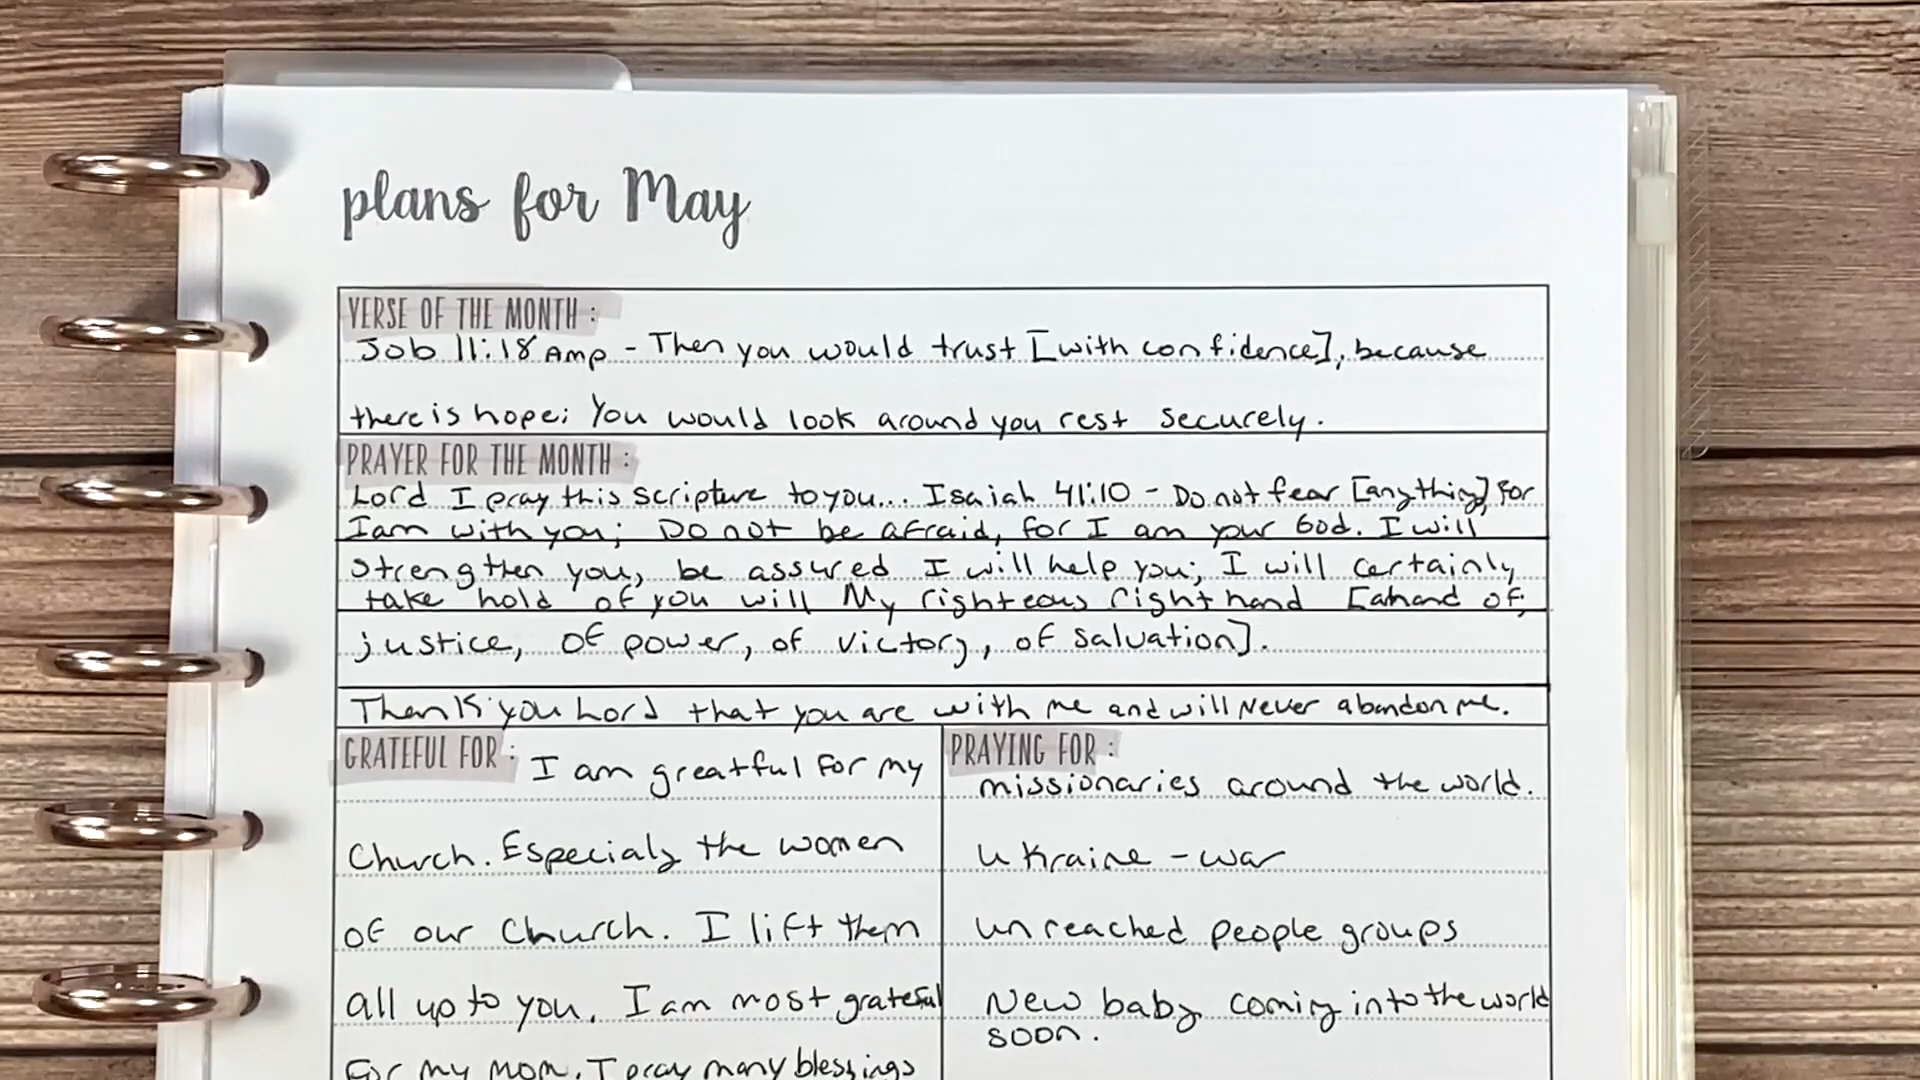 plans for May
VERSE OF THE MONTH :
Job 11:18 AMP - Then you would trust [with confidence], because
there is hope; You would look around you rest securely.
PRAYER FOR THE MONTH :
Lord I pray this scripture to you... Isaiah 41:10 - Do not fear [anything], for
I am with you; Do not be afraid, for I am your God. I will
strengthen you, be assured I will help you; I will certainly
take hold of you will My righteous right hand [ahand of;
justice, of power, of victory, of salvation].
Thank you Lord that you are with me and will Never abandon me.
GRATEFUL FOR : I am greatful for my
Church. Especialy the women
of our Church. I lift them
all up to you. I am most grateful
For my mom. I pray many blessings
PRAYING FOR :
missionaries around the world.
Ukraine - war
unreached people groups
New baby coming into the world
soon.